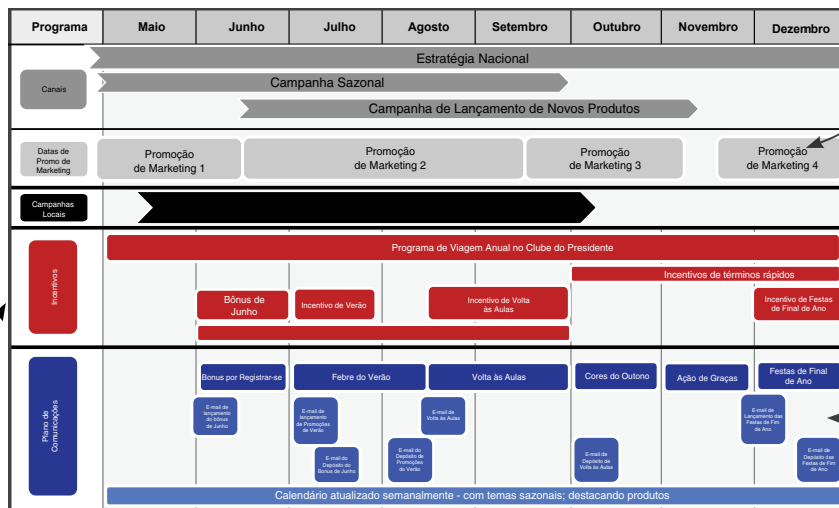 Programa
Maio
Junho
Julho
Agosto
Setembro
Outubro
Novembro
Dezembro
Canais
Estratégia Nacional
Campanha Sazonal
Campanha de Lançamento de Novos Produtos
Datas de
Promo de
Marketing
Promoção
de Marketing 1
Promoção
de Marketing 2
Promoção
de Marketing 3
Promoção
de Marketing 4
Campanhas
Locais
Incentivos
Programa de Viagem Anual no Clube do Presidente
Incentivos de términos rápidos
Bônus de
Junho
Incentivo de Verão
Incentivo de Volta
às Aulas
Incentivo de Festas
de Final de Ano
Plano de
Comunicações
Bonus por Registrar-se
Febre do Verão
Volta às Aulas
Cores do Outono
Ação de Graças
Festas de Final
de Ano
E-mail de
lançamento
do bônus
de Junho
E-mail de
lançamento
de Promoções
de Verão
E-mail do
Depósito do
Bonus de Junho
E-mail do
Depósito de
Promoções
do Verão
E-mail de
Volta às Aulas
E-mail de
Depósito de
Volta às Aulas
E-mail de
Lançamento das
Festas de Fim
de Ano
E-mail de
Depósito das
Festas de Fim
de Ano
Calendário atualizado semanalmente - com temas sazonais; destacando produtos